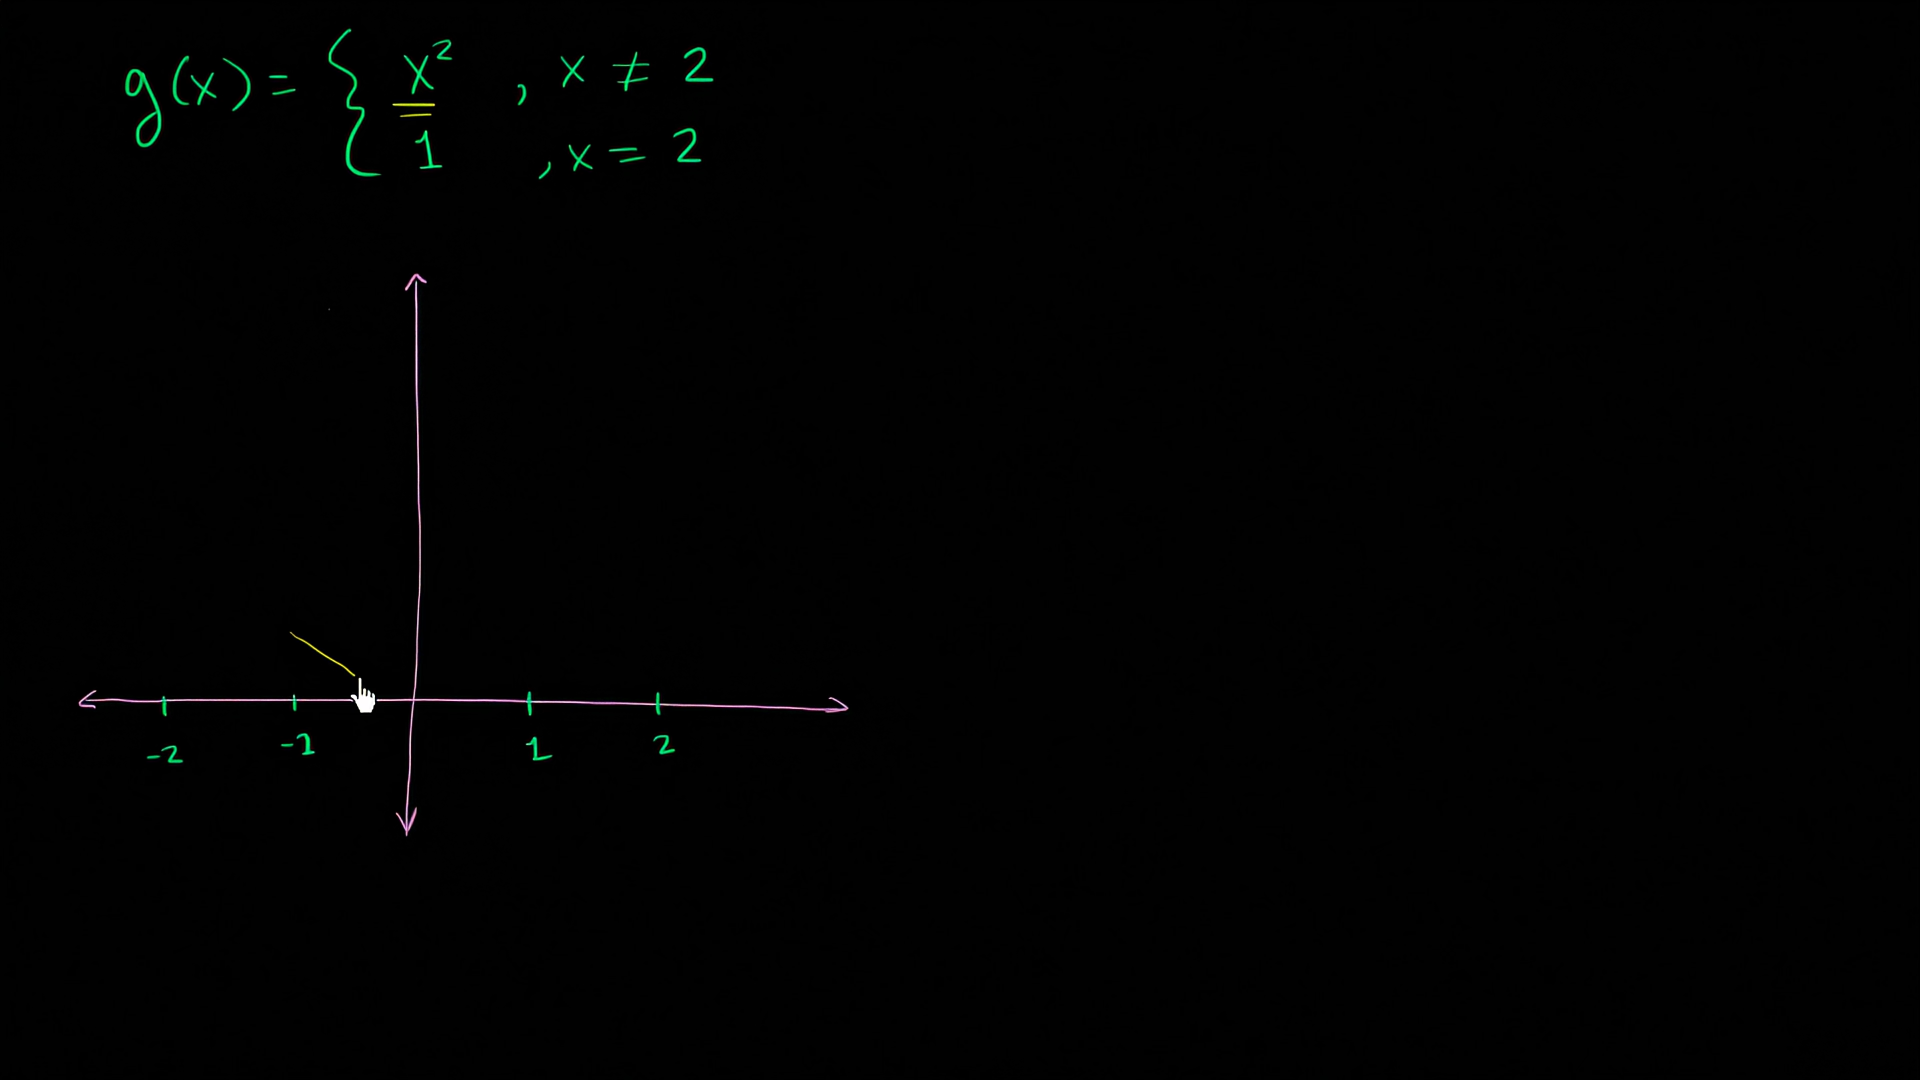 g(x) = { x² , x ≠ 2
1 , x = 2
-2 -1 1 2